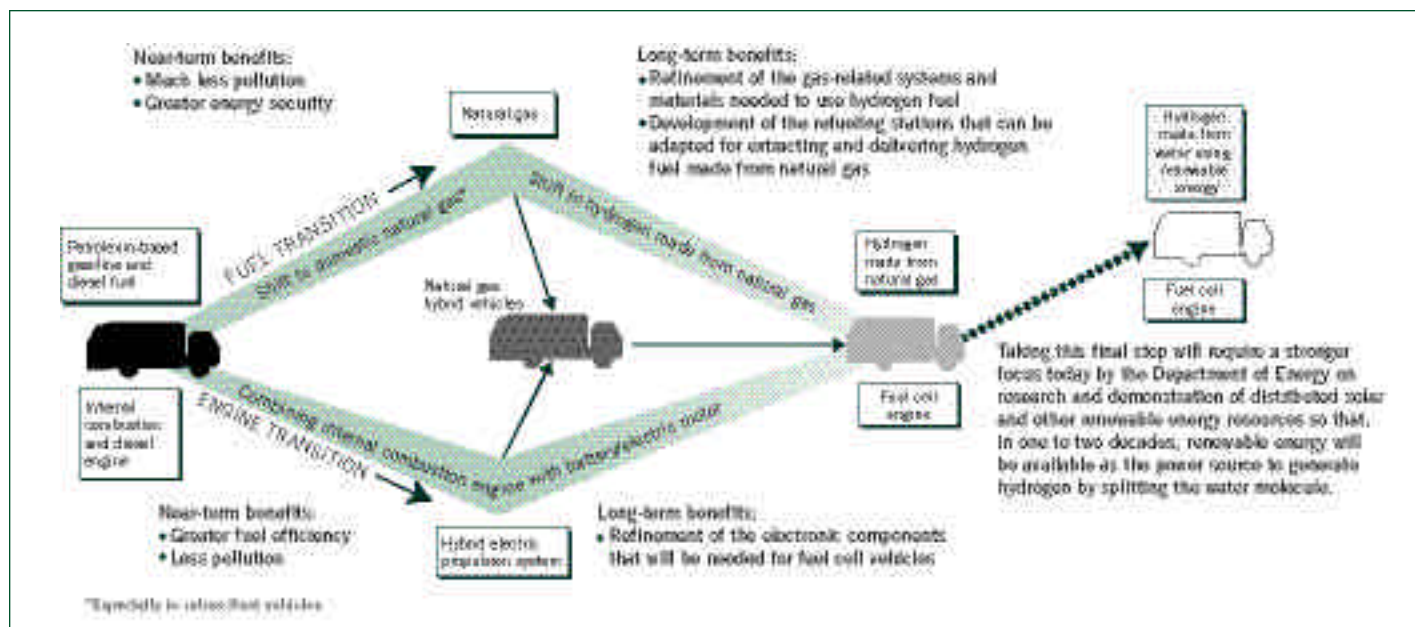 Near-term benefits:
• Much less pollution
• Greater energy security
Natural gas
Long-term benefits:
• Refinement of the gas-related systems and
materials needed to use hydrogen fuel
• Development of the refueling stations that can be
adapted for extracting and delivering hydrogen
fuel made from natural gas
Hydrogen
made from
water using
renewable
energy
Fuel cell
engine
FUEL TRANSITION
Shift to domestic natural gas*
Shift to hydrogen made from natural gas
Petroleum-based
gasoline and
diesel fuel
Natural gas
hybrid vehicles
Hydrogen
made from
natural gas
Internal
combustion
and diesel
engine
Fuel cell
engine
Combining internal combustion engine with battery/electric motor
ENGINE TRANSITION
Taking this final step will require a stronger
focus today by the Department of Energy on
research and demonstration of distributed solar
and other renewable energy resources so that,
in one to two decades, renewable energy will
be available as the power source to generate
hydrogen by splitting the water molecule.
Near-term benefits:
• Greater fuel efficiency
• Less pollution
Hybrid electric
propulsion system
Long-term benefits:
• Refinement of the electronic components
that will be needed for fuel cell vehicles
*Especially in vehicles